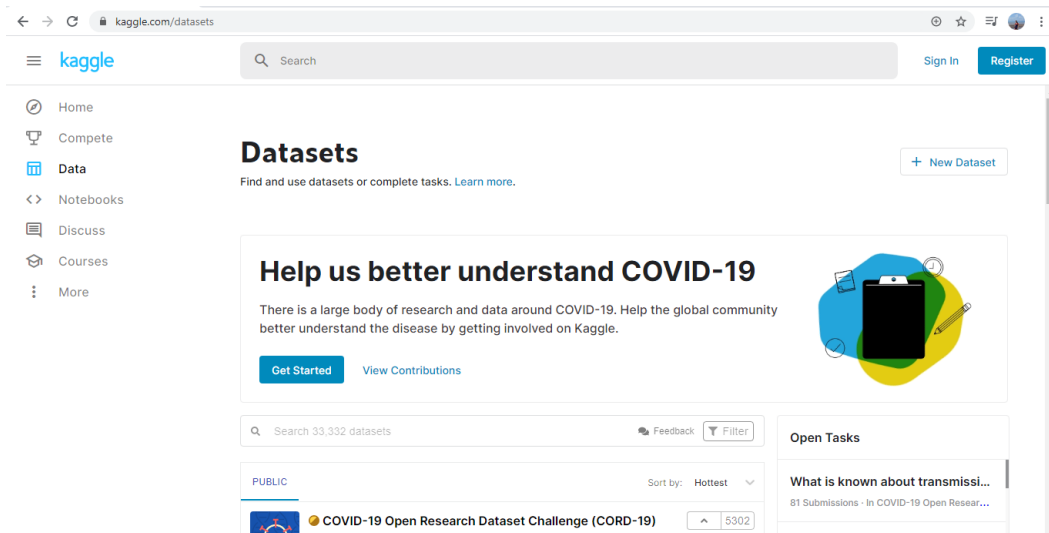 kaggle.com/datasets
kaggle
Search
Sign In
Register
Home
Compete
Data
Notebooks
Discuss
Courses
More
Datasets
Find and use datasets or complete tasks. Learn more.
+ New Dataset
Help us better understand COVID-19
There is a large body of research and data around COVID-19. Help the global community
better understand the disease by getting involved on Kaggle.
Get Started
View Contributions
Search 33,332 datasets
Feedback
Filter
PUBLIC
Sort by: Hottest
COVID-19 Open Research Dataset Challenge (CORD-19)
5302
Open Tasks
What is known about transmissi...
81 Submissions · In COVID-19 Open Resear...